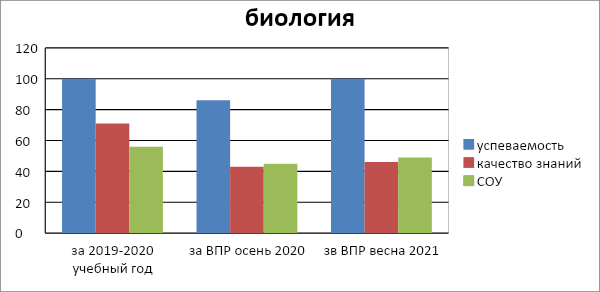 биология
120
100
80
60
40
20
0
за 2019-2020
учебный год
за ВПР осень 2020
зв ВПР весна 2021
успеваемость
качество знаний
СОУ